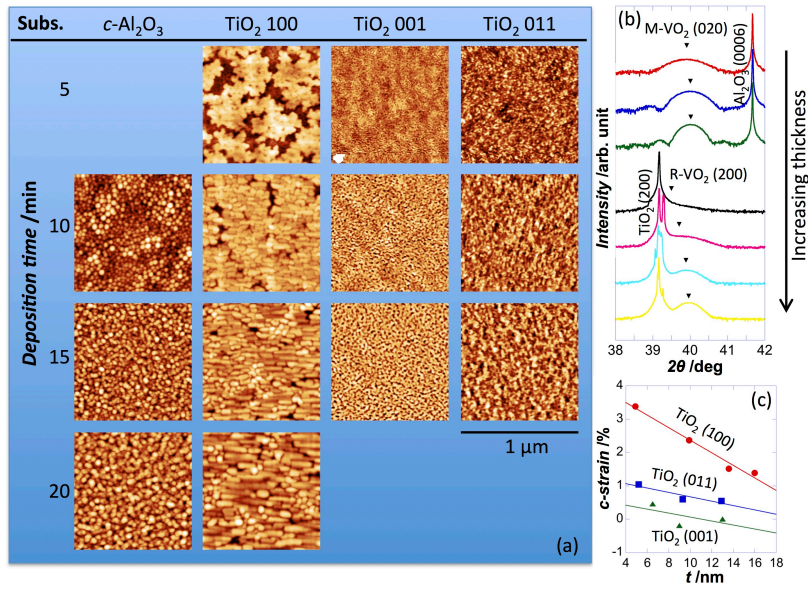 Subs. c-Al2O3 TiO2 100 TiO2 001 TiO2 011
5
10
15
20
Deposition time /min
1 μm
(a)
(b)
M-VO2 (020)
Al2O3 (0006)
R-VO2 (200)
TiO2 (200)
Intensity /arb. unit
Increasing thickness
38 39 40 41 42
2θ /deg
(c)
4
3
2
1
0
-1
c-strain /%
TiO2 (100)
TiO2 (011)
TiO2 (001)
4 6 8 10 12 14 16 18
t /nm